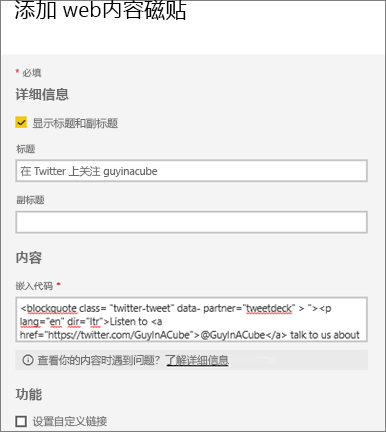 添加 web内容磁贴
* 必填
详细信息
显示标题和副标题
标题
在 Twitter 上关注 guyinacube
副标题
内容
嵌入代码 *
<blockquote class= "twitter-tweet" data- partner="tweetdeck" > "><p
lang="en" dir="ltr">Listen to <a
href="https://twitter.com/GuyInACube">@GuyInACube</a> talk to us about
查看你的内容时遇到问题? 了解详细信息
功能
设置自定义链接